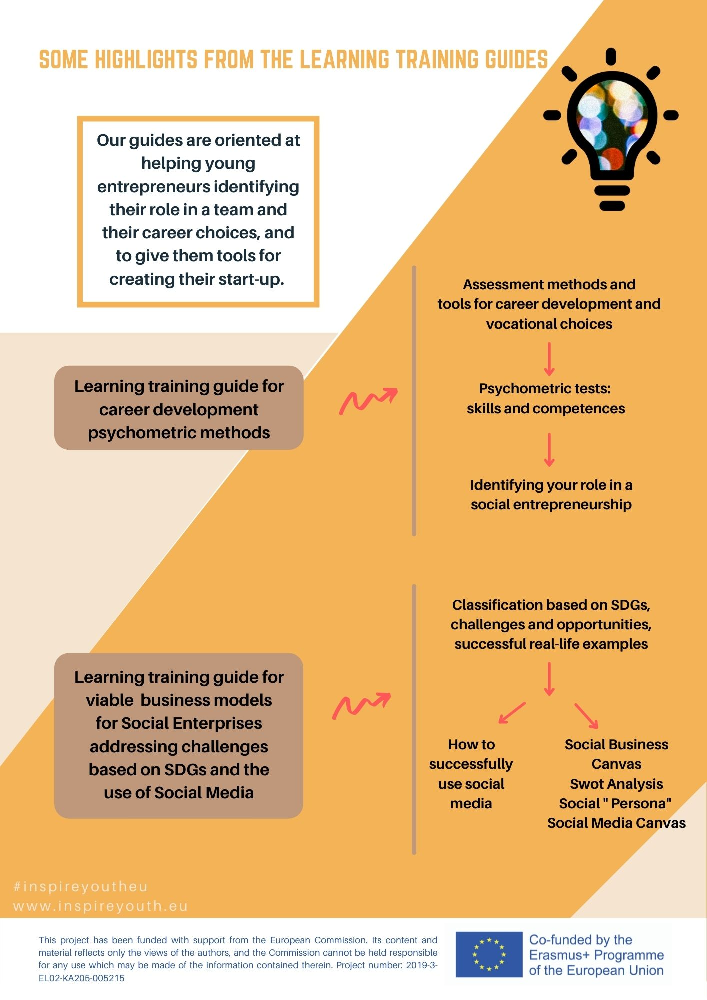 SOME HIGHLIGHTS FROM THE LEARNING TRAINING GUIDES
Our guides are oriented at
helping young
entrepreneurs identifying
their role in a team and
their career choices, and
to give them tools for
creating their start-up.
Assessment methods and
tools for career development and
vocational choices
Learning training guide for
career development
psychometric methods
Psychometric tests:
skills and competences
Identifying your role in a
social entrepreneurship
Classification based on SDGs,
challenges and opportunities,
successful real-life examples
Learning training guide for
viable  business models
for Social Enterprises
addressing challenges
based on SDGs and the
use of Social Media
How to
successfully
use social
media
Social Business
Canvas
Swot Analysis
Social " Persona"
Social Media Canvas
#inspireyoutheu
www.inspireyouth.eu
This project has been funded with support from the European Commission. Its content and
material reflects only the views of the authors, and the Commission cannot be held responsible
for any use which may be made of the information contained therein. Project number: 2019-3-
EL02-KA205-005215
Co-funded by the
Erasmus+ Programme
of the European Union